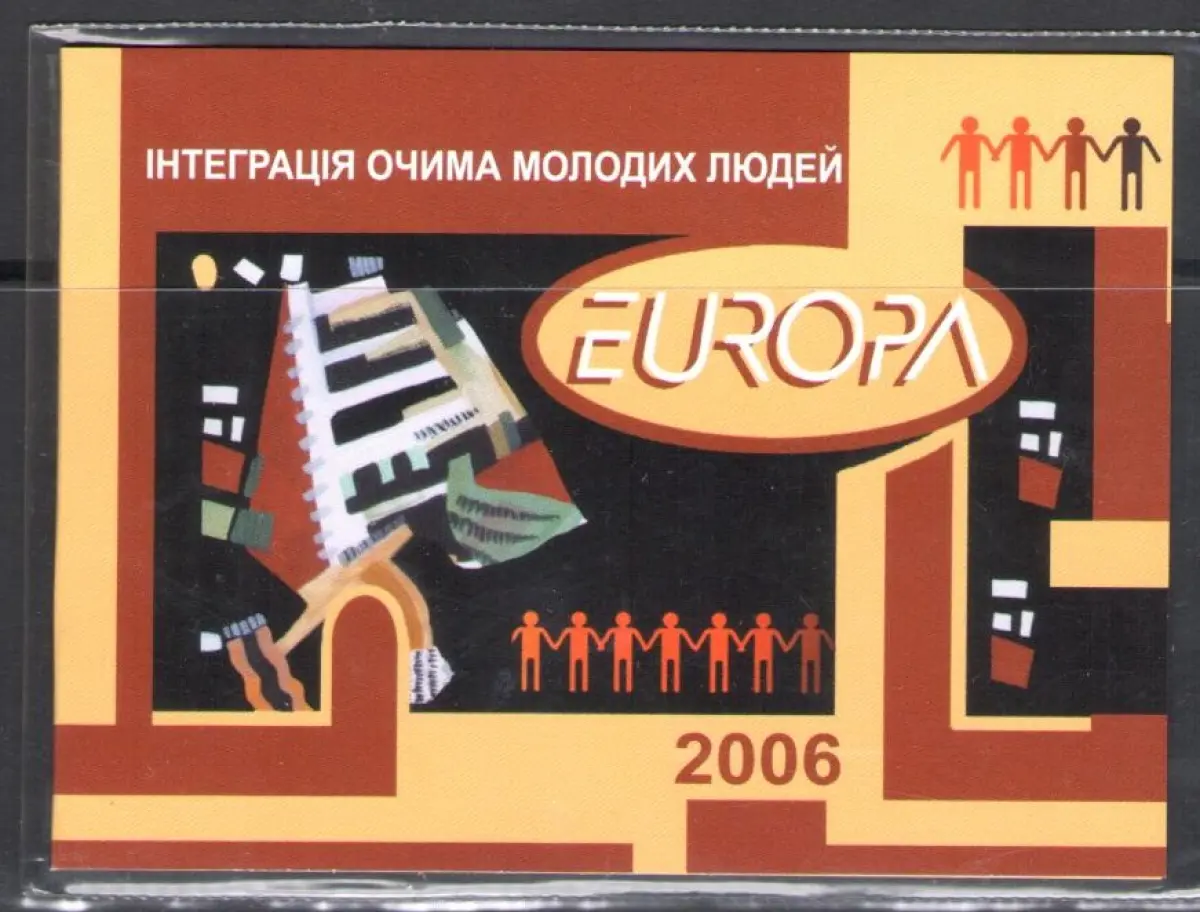 ІНТЕГРАЦІЯ ОЧИМА МОЛОДИХ ЛЮДЕЙ
EUROPA
2006